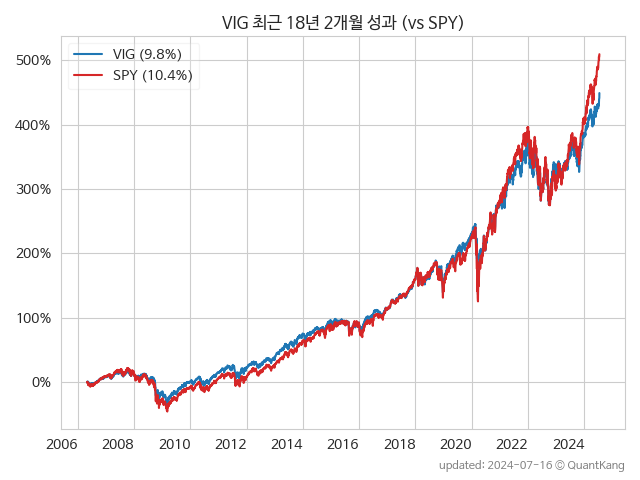 VIG 최근 18년 2개월 성과 (vs SPY)
VIG (9.8%)
SPY (10.4%)
500%
400%
300%
200%
100%
0%
2006 2008 2010 2012 2014 2016 2018 2020 2022 2024
updated: 2024-07-16 © QuantKang